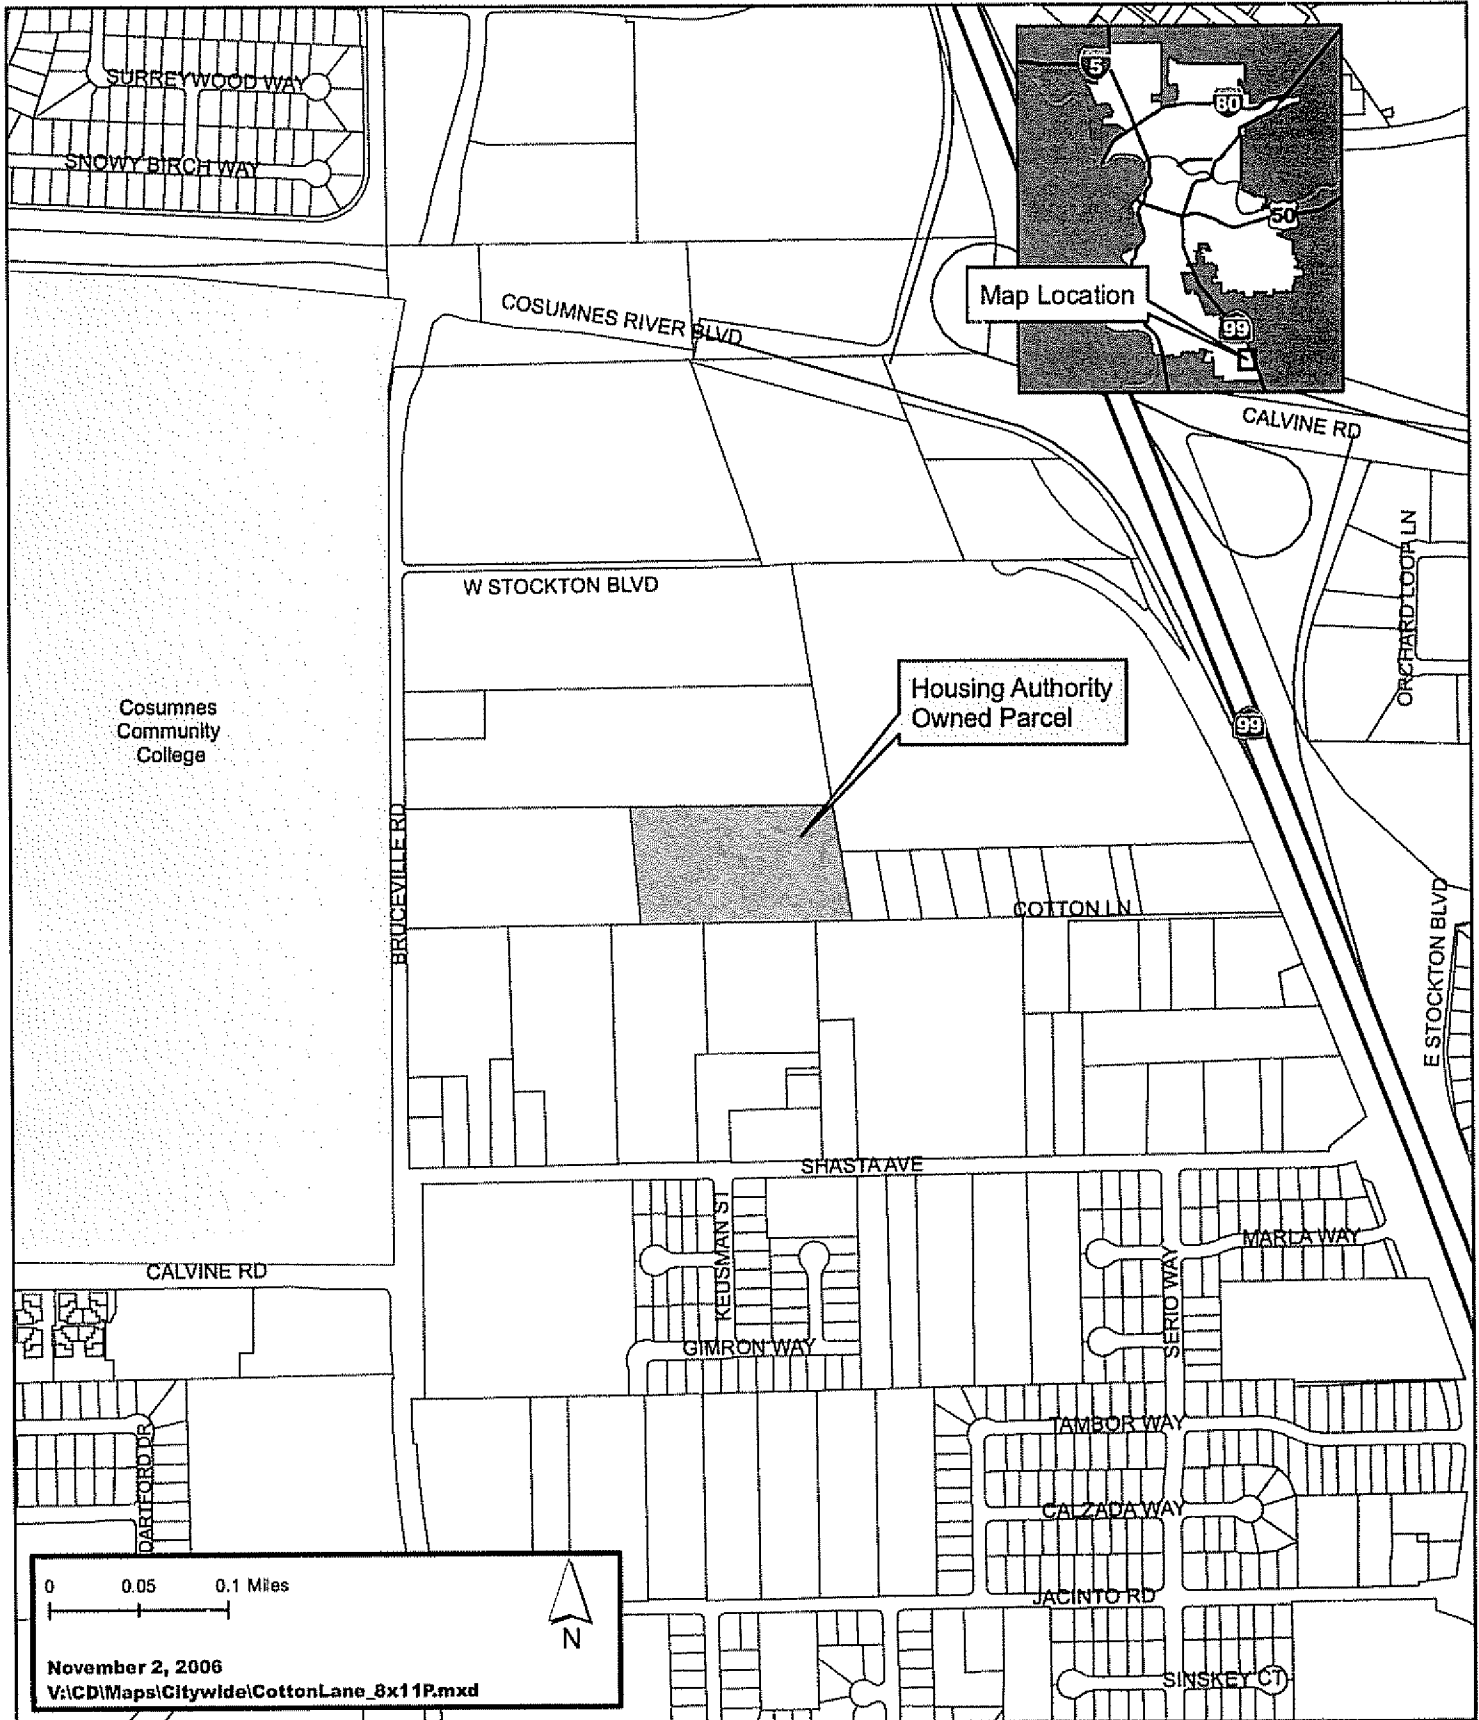 SURREYWOOD WAY
SNOWY BIRCH WAY
5
80
50
99
Map Location
COSUMNES RIVER BLVD
CALVINE RD
ORCHARD LOOP LN
W STOCKTON BLVD
Housing Authority
Owned Parcel
99
Cosumnes
Community
College
BRUCEVILLE RD
COTTON LN
E STOCKTON BLVD
SHASTA AVE
KEUSMAN ST
MARLA WAY
SERIO WAY
CALVINE RD
GIMRON WAY
TAMBOR WAY
DARTFORD DR
CALZADA WAY
JACINTO RD
SINSKEY CT
0 0.05 0.1 Miles
N
November 2, 2006
V:\CD\Maps\Citywide\CottonLane_8x11P.mxd